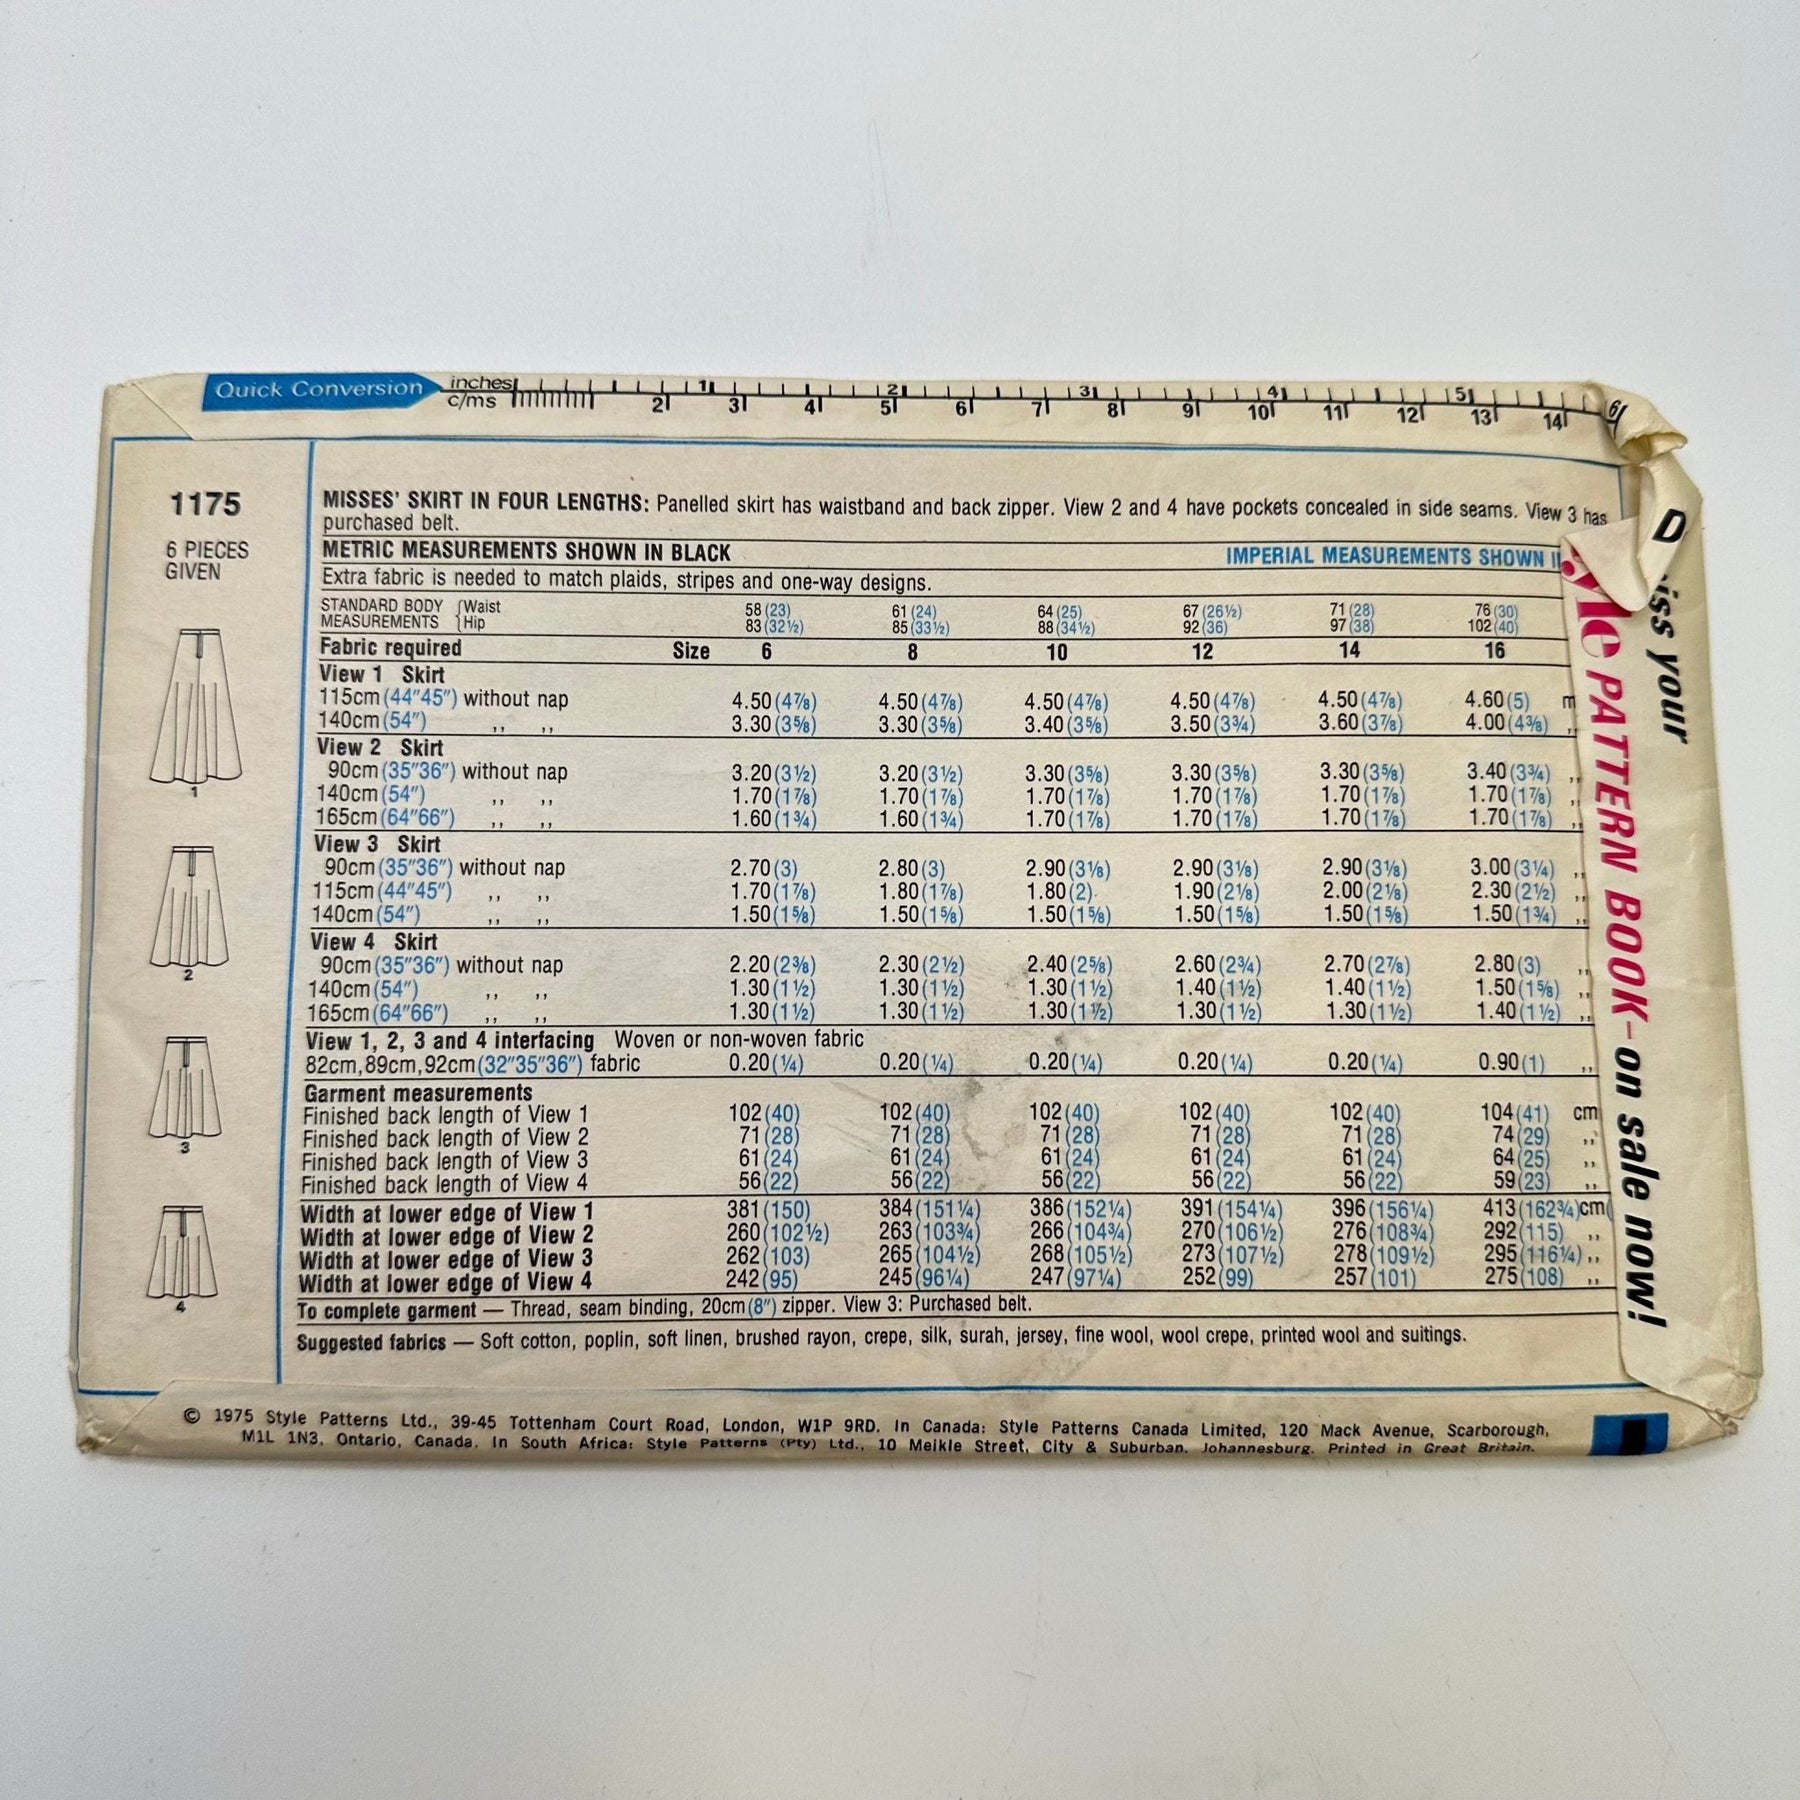 Quick Conversion inches 1 2 3 4 5 6
c/ms 2 3 4 5 6 7 8 9 10 11 12 13 14
1175
6 PIECES
GIVEN
1
2
3
4
MISSES' SKIRT IN FOUR LENGTHS: Panelled skirt has waistband and back zipper. View 2 and 4 have pockets concealed in side seams. View 3 has
purchased belt.
METRIC MEASUREMENTS SHOWN IN BLACK IMPERIAL MEASUREMENTS SHOWN
Extra fabric is needed to match plaids, stripes and one-way designs.
STANDARD BODY Waist 58 (23) 61 (24) 64 (25) 67 (26½) 71 (28) 76 (30)
MEASUREMENTS Hip 83 (32½) 85 (33½) 88 (34½) 92 (36) 97 (38) 102 (40)
Fabric required Size 6 8 10 12 14 16
View 1 Skirt
115cm (44"45") without nap 4.50 (4⅞) 4.50 (4⅞) 4.50 (4⅞) 4.50 (4⅞) 4.50 (4⅞) 4.60 (5) m
140cm (54") ,, ,, 3.30 (3⅝) 3.30 (3⅝) 3.40 (3⅝) 3.50 (3¾) 3.60 (3⅞) 4.00 (4⅜) ,,
View 2 Skirt
90cm (35"36") without nap 3.20 (3½) 3.20 (3½) 3.30 (3⅝) 3.30 (3⅝) 3.30 (3⅝) 3.40 (3¾) ,,
140cm (54") ,, ,, 1.70 (1⅞) 1.70 (1⅞) 1.70 (1⅞) 1.70 (1⅞) 1.70 (1⅞) 1.70 (1⅞) ,,
165cm (64"66") ,, ,, 1.60 (1¾) 1.60 (1¾) 1.70 (1⅞) 1.70 (1⅞) 1.70 (1⅞) 1.70 (1⅞) ,,
View 3 Skirt
90cm (35"36") without nap 2.70 (3) 2.80 (3) 2.90 (3⅛) 2.90 (3⅛) 2.90 (3⅛) 3.00 (3¼) ,,
115cm (44"45") ,, ,, 1.70 (1⅞) 1.80 (1⅞) 1.80 (2) 1.90 (2⅛) 2.00 (2⅛) 2.30 (2½) ,,
140cm (54") ,, ,, 1.50 (1⅝) 1.50 (1⅝) 1.50 (1⅝) 1.50 (1⅝) 1.50 (1⅝) 1.50 (1¾) ,,
View 4 Skirt
90cm (35"36") without nap 2.20 (2⅜) 2.30 (2½) 2.40 (2⅝) 2.60 (2¾) 2.70 (2⅞) 2.80 (3) ,,
140cm (54") ,, ,, 1.30 (1½) 1.30 (1½) 1.30 (1½) 1.40 (1½) 1.40 (1½) 1.50 (1⅝) ,,
165cm (64"66") ,, ,, 1.30 (1½) 1.30 (1½) 1.30 (1½) 1.30 (1½) 1.30 (1½) 1.40 (1½) ,,
View 1, 2, 3 and 4 interfacing Woven or non-woven fabric
82cm, 89cm, 92cm (32"35"36") fabric 0.20 (¼) 0.20 (¼) 0.20 (¼) 0.20 (¼) 0.20 (¼) 0.90 (1) ,,
Garment measurements
Finished back length of View 1 102 (40) 102 (40) 102 (40) 102 (40) 102 (40) 104 (41) cm
Finished back length of View 2 71 (28) 71 (28) 71 (28) 71 (28) 71 (28) 74 (29) ,,
Finished back length of View 3 61 (24) 61 (24) 61 (24) 61 (24) 61 (24) 64 (25) ,,
Finished back length of View 4 56 (22) 56 (22) 56 (22) 56 (22) 56 (22) 59 (23) ,,
Width at lower edge of View 1 381 (150) 384 (151¼) 386 (152¼) 391 (154¼) 396 (156¼) 413 (162¾) cm(
Width at lower edge of View 2 260 (102½) 263 (103¾) 266 (104¾) 270 (106½) 276 (108¾) 292 (115) ,,
Width at lower edge of View 3 262 (103) 265 (104½) 268 (105½) 273 (107½) 278 (109½) 295 (116¼) ,,
Width at lower edge of View 4 242 (95) 245 (96¼) 247 (97¼) 252 (99) 257 (101) 275 (108) ,,
To complete garment — Thread, seam binding, 20cm (8") zipper. View 3: Purchased belt.
Suggested fabrics — Soft cotton, poplin, soft linen, brushed rayon, crepe, silk, surah, jersey, fine wool, wool crepe, printed wool and suitings.
© 1975 Style Patterns Ltd., 39-45 Tottenham Court Road, London, W1P 9RD. In Canada: Style Patterns Canada Limited, 120 Mack Avenue, Scarborough,
M1L 1N3, Ontario, Canada. In South Africa: Style Patterns (Pty) Ltd., 10 Meikle Street, City & Suburban. Johannesburg. Printed in Great Britain.
D iss your
yle PATTERN BOOK-on sale now!